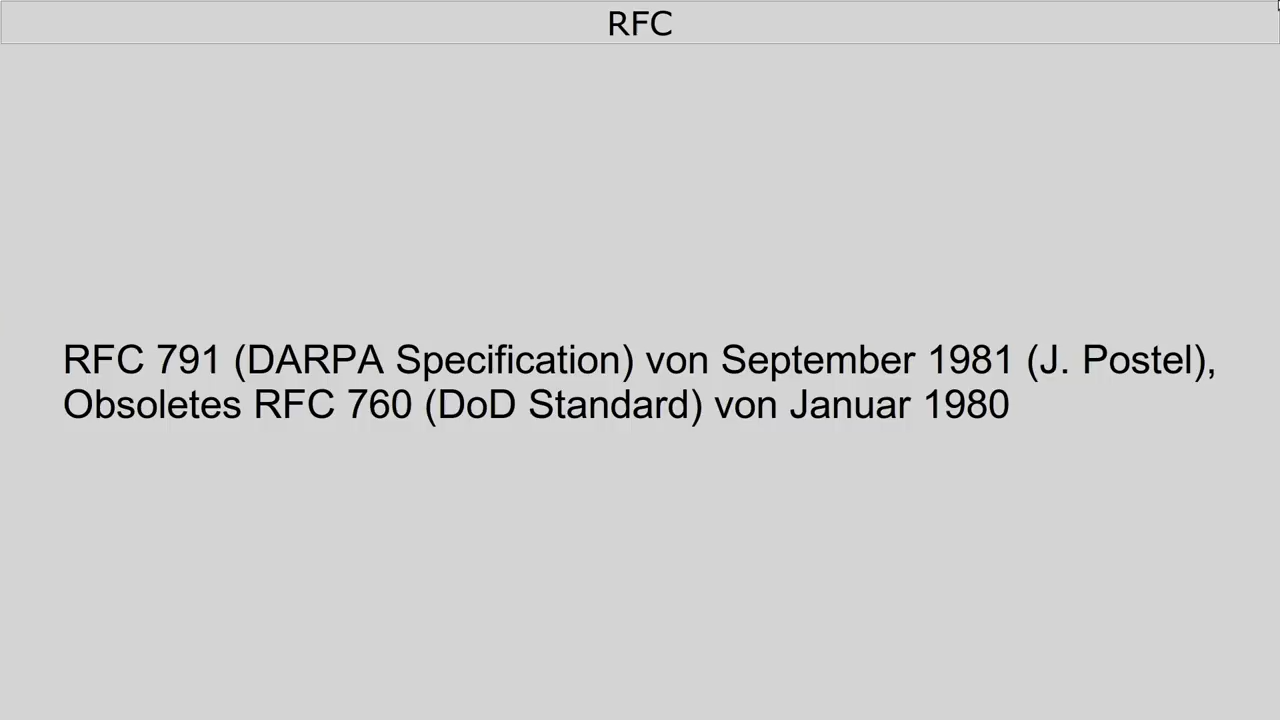 RFC
RFC 791 (DARPA Specification) von September 1981 (J. Postel),
Obsoletes RFC 760 (DoD Standard) von Januar 1980